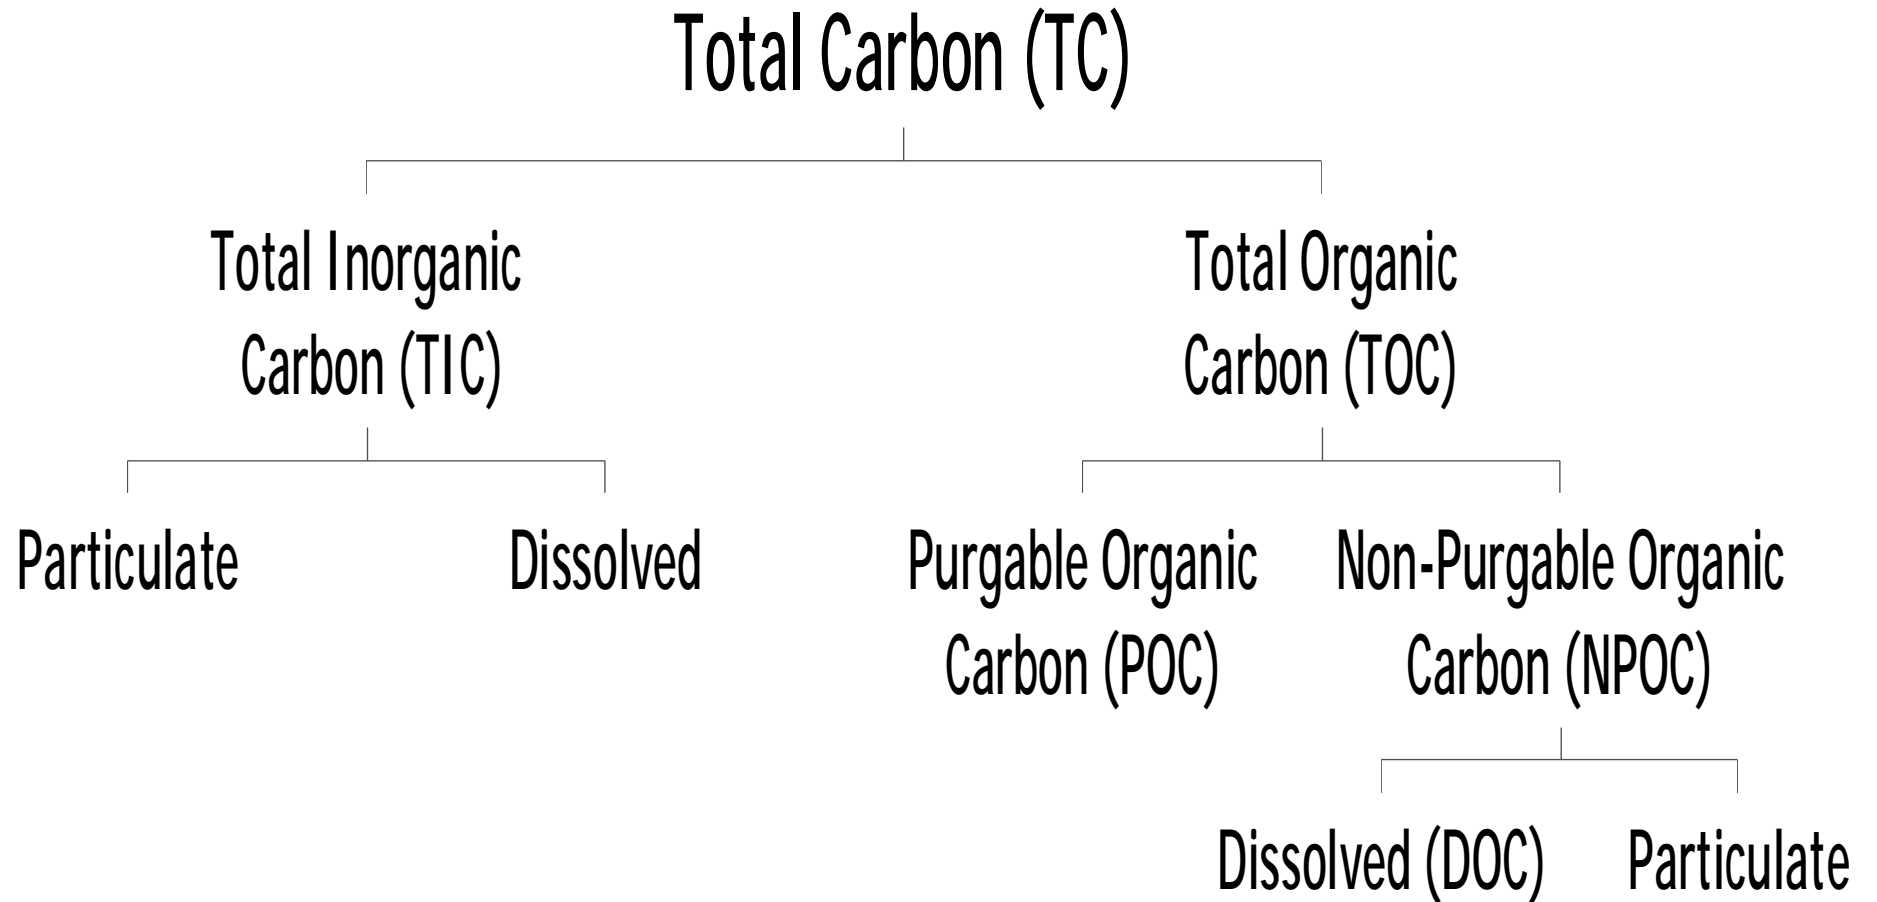 Total Carbon (TC)
Total Inorganic
Carbon (TIC)
Total Organic
Carbon (TOC)
Particulate
Dissolved
Purgable Organic
Carbon (POC)
Non-Purgable Organic
Carbon (NPOC)
Dissolved (DOC)
Particulate